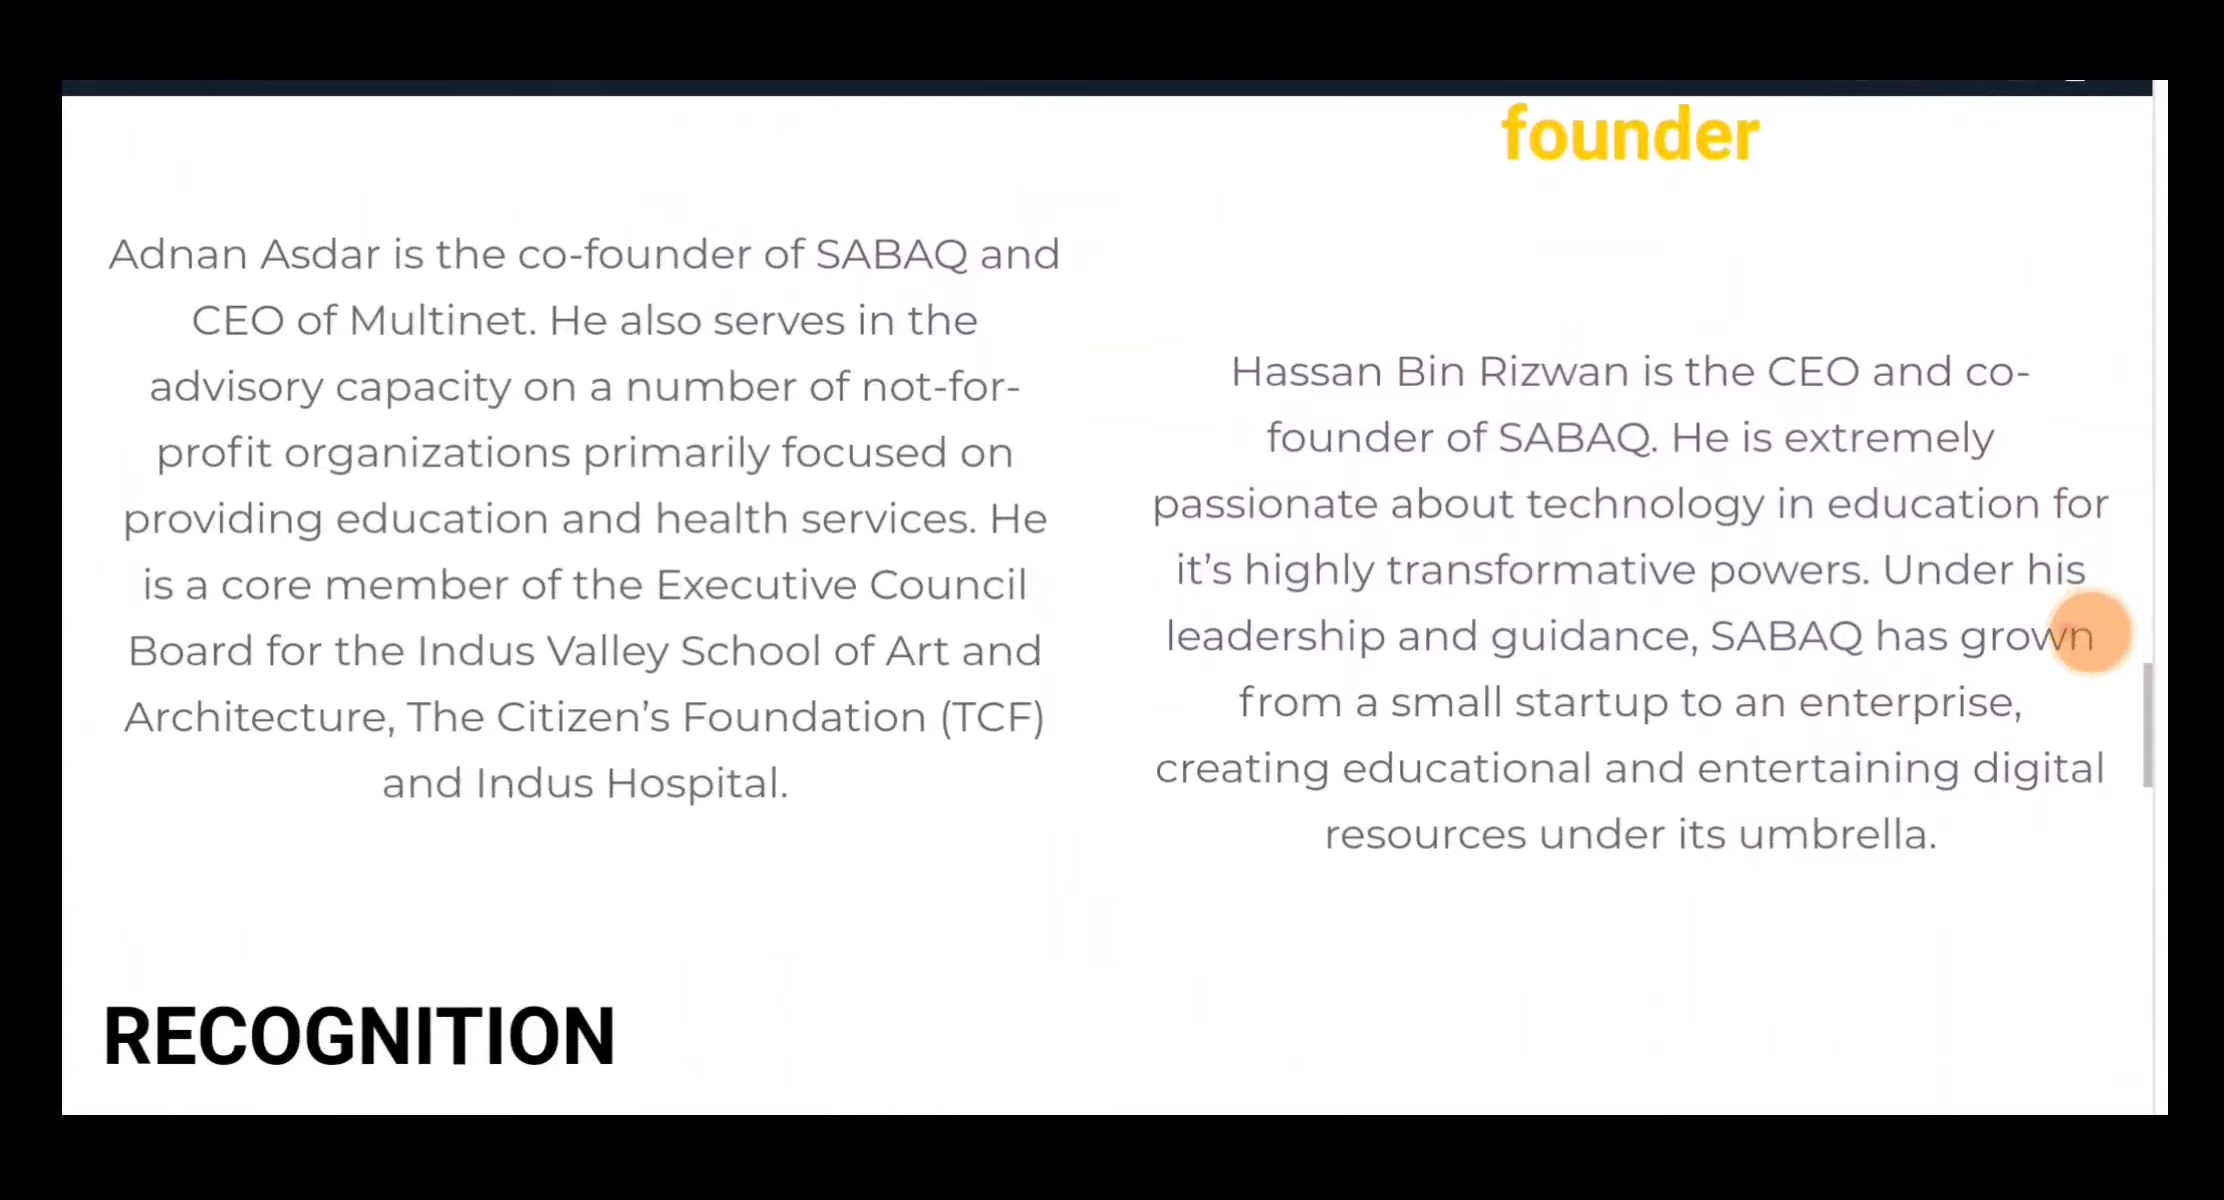 founder
Adnan Asdar is the co-founder of SABAQ and
CEO of Multinet. He also serves in the
advisory capacity on a number of not-for-
profit organizations primarily focused on
providing education and health services. He
is a core member of the Executive Council
Board for the Indus Valley School of Art and
Architecture, The Citizen’s Foundation (TCF)
and Indus Hospital.
Hassan Bin Rizwan is the CEO and co-
founder of SABAQ. He is extremely
passionate about technology in education for
it’s highly transformative powers. Under his
leadership and guidance, SABAQ has grown
from a small startup to an enterprise,
creating educational and entertaining digital
resources under its umbrella.
RECOGNITION